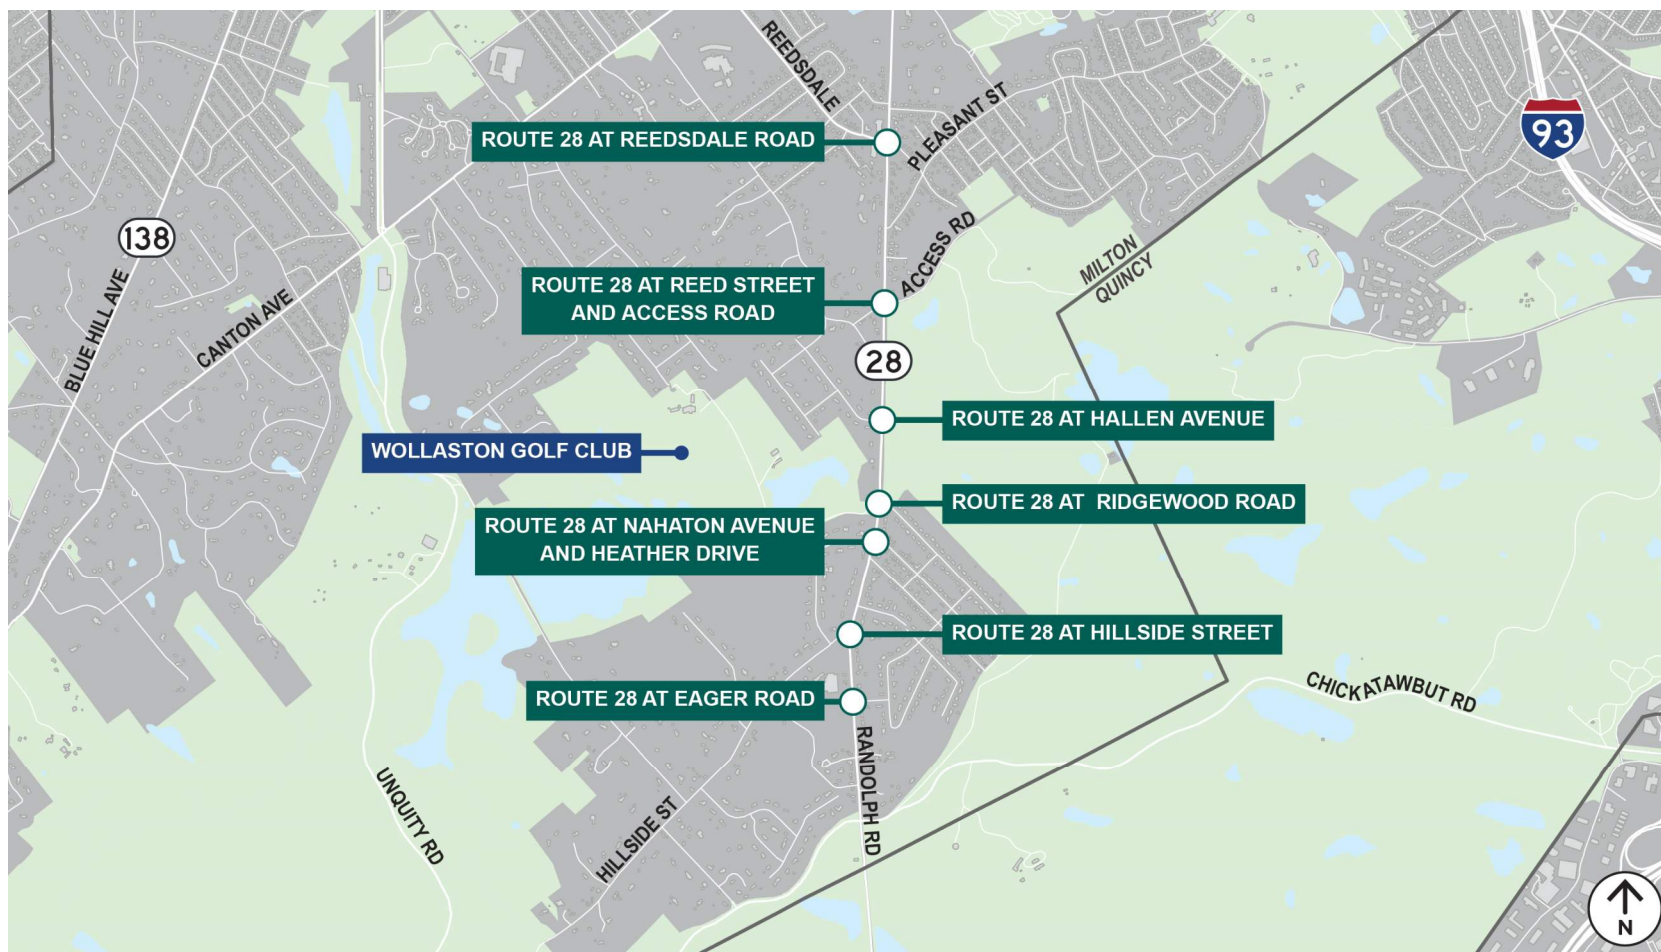 REEDSDALE
PLEASANT ST
93
ROUTE 28 AT REEDSDALE ROAD
138
ACCESS RD
MILTON
QUINCY
BLUE HILL AVE
CANTON AVE
ROUTE 28 AT REED STREET
AND ACCESS ROAD
28
ROUTE 28 AT HALLEN AVENUE
WOLLASTON GOLF CLUB
ROUTE 28 AT RIDGEWOOD ROAD
ROUTE 28 AT NAHATON AVENUE
AND HEATHER DRIVE
ROUTE 28 AT HILLSIDE STREET
ROUTE 28 AT EAGER ROAD
CHICKATAWBUT RD
RANDOLPH RD
UNQUITY RD
HILLSIDE ST
N